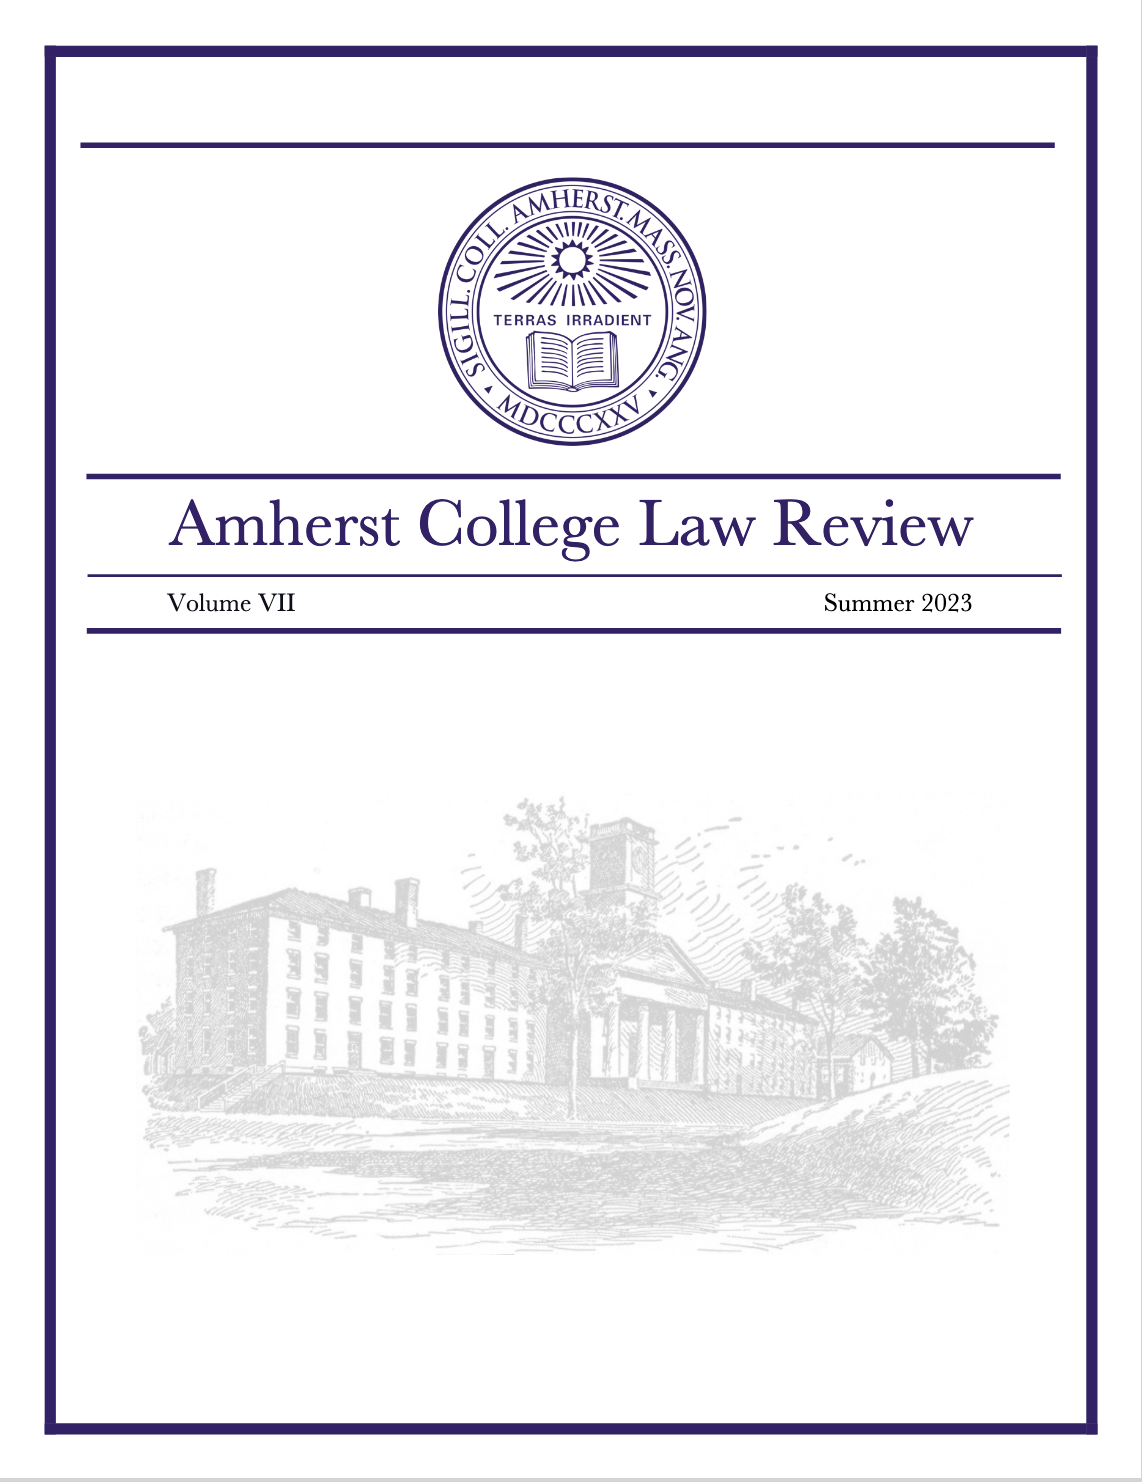 SIGILL. COLL. AMHERST. MASS. NOV. ANG.
TERRAS IRRADIENT
MDCCCXXV
Amherst College Law Review
Volume VII
Summer 2023